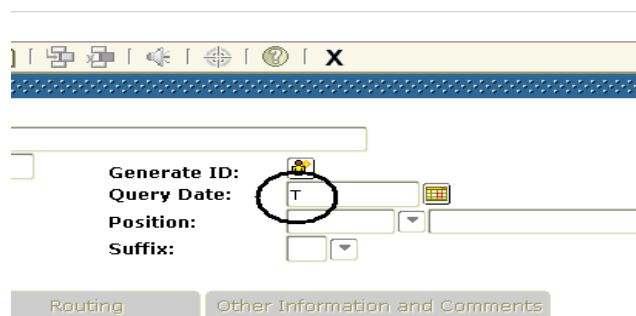 X
Generate ID:
Query Date: T
Position:
Suffix:
Routing Other Information and Comments